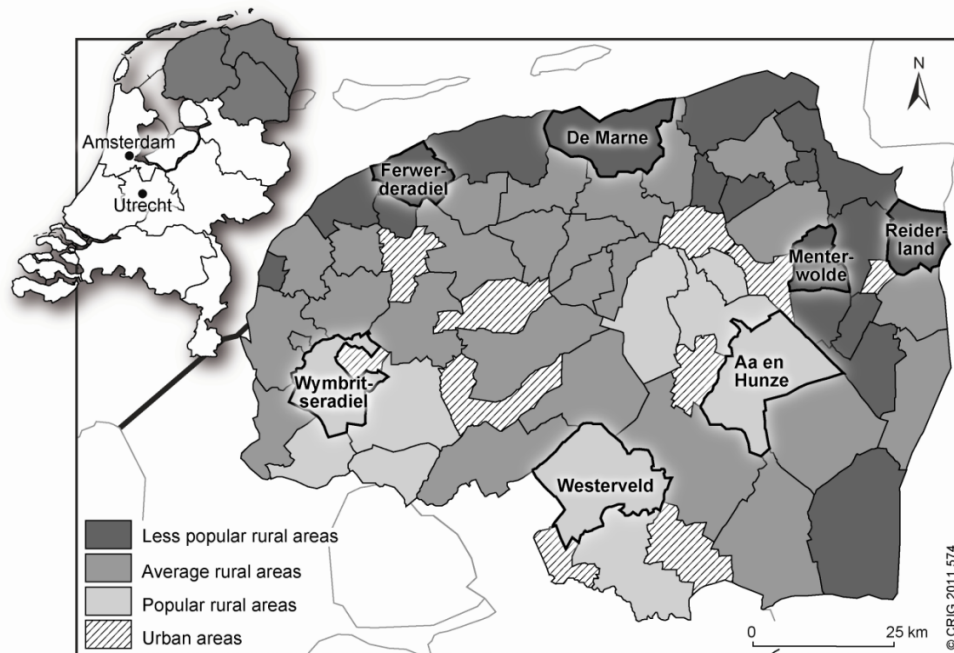 Amsterdam
Utrecht
N
De Marne
Ferwer-
deradiel
Reider-
land
Menter-
wolde
Aa en
Hunze
Wymbrit-
seradiel
Westerveld
Less popular rural areas
Average rural areas
Popular rural areas
Urban areas
0 25 km
© CRIG 2011.574